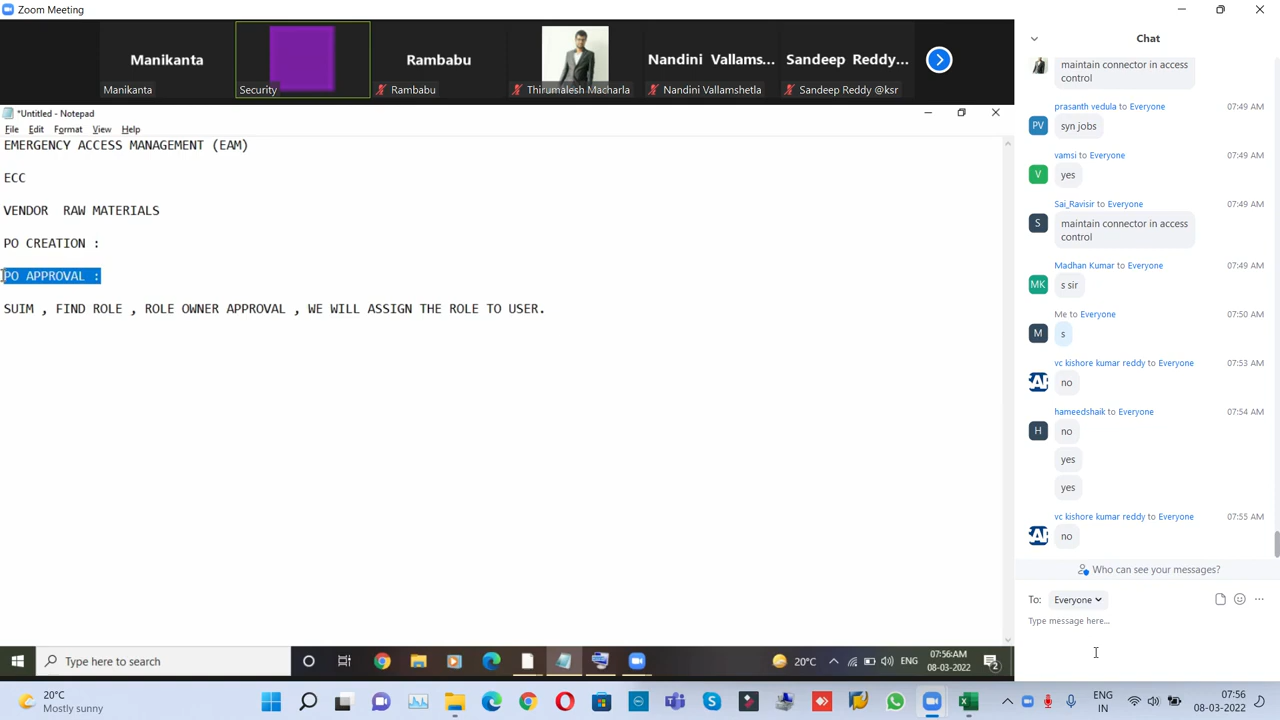 Zoom Meeting
Manikanta
Rambabu
Nandini Vallams...
Sandeep Reddy...
Manikanta
Security
Rambabu
Thirumalesh Macharla
Nandini Vallamshetla
Sandeep Reddy @ksr
*Untitled - Notepad
File Edit Format View Help
EMERGENCY ACCESS MANAGEMENT (EAM)
ECC
VENDOR RAW MATERIALS
PO CREATION :
PO APPROVAL :
SUIM , FIND ROLE , ROLE OWNER APPROVAL , WE WILL ASSIGN THE ROLE TO USER.
Type here to search
20°C
ENG
07:56 AM
08-03-2022
2
Chat
maintain connector in access
control
prasanth vedula to Everyone 07:49 AM
PV
syn jobs
vamsi to Everyone 07:49 AM
V
yes
Sai_Ravisir to Everyone 07:49 AM
S
maintain connector in access
control
Madhan Kumar to Everyone 07:49 AM
MK
s sir
Me to Everyone 07:50 AM
M
s
vc kishore kumar reddy to Everyone 07:53 AM
no
hameedshaik to Everyone 07:54 AM
H
no
yes
yes
vc kishore kumar reddy to Everyone 07:55 AM
no
Who can see your messages?
To: Everyone
Type message here...
20°C
Mostly sunny
ENG
IN
07:56
08-03-2022